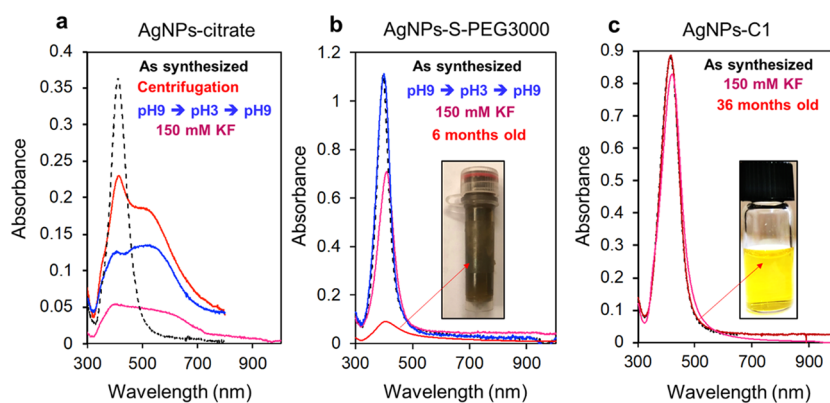 a AgNPs-citrate
0.4
0.35
0.3
0.25
0.2
0.15
0.1
0.05
0
300 500 700 900
Absorbance
Wavelength (nm)
As synthesized
Centrifugation
pH9 ➔ pH3 ➔ pH9
150 mM KF
b AgNPs-S-PEG3000
1.2
1
0.8
0.6
0.4
0.2
0
300 500 700 900
Absorbance
Wavelength (nm)
As synthesized
pH9 ➔ pH3 ➔ pH9
150 mM KF
6 months old
c AgNPs-C1
0.9
0.8
0.7
0.6
0.5
0.4
0.3
0.2
0.1
0
300 500 700 900
Absorbance
Wavelength (nm)
As synthesized
150 mM KF
36 months old